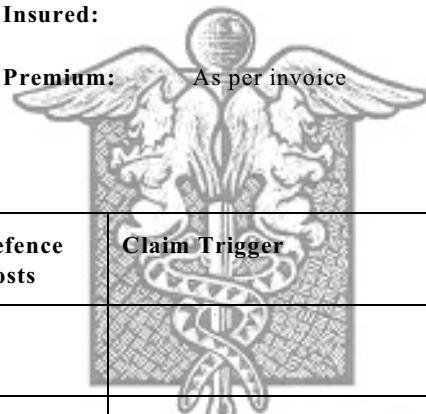 Insured:
Premium: As per invoice
efence Claim Trigger
osts